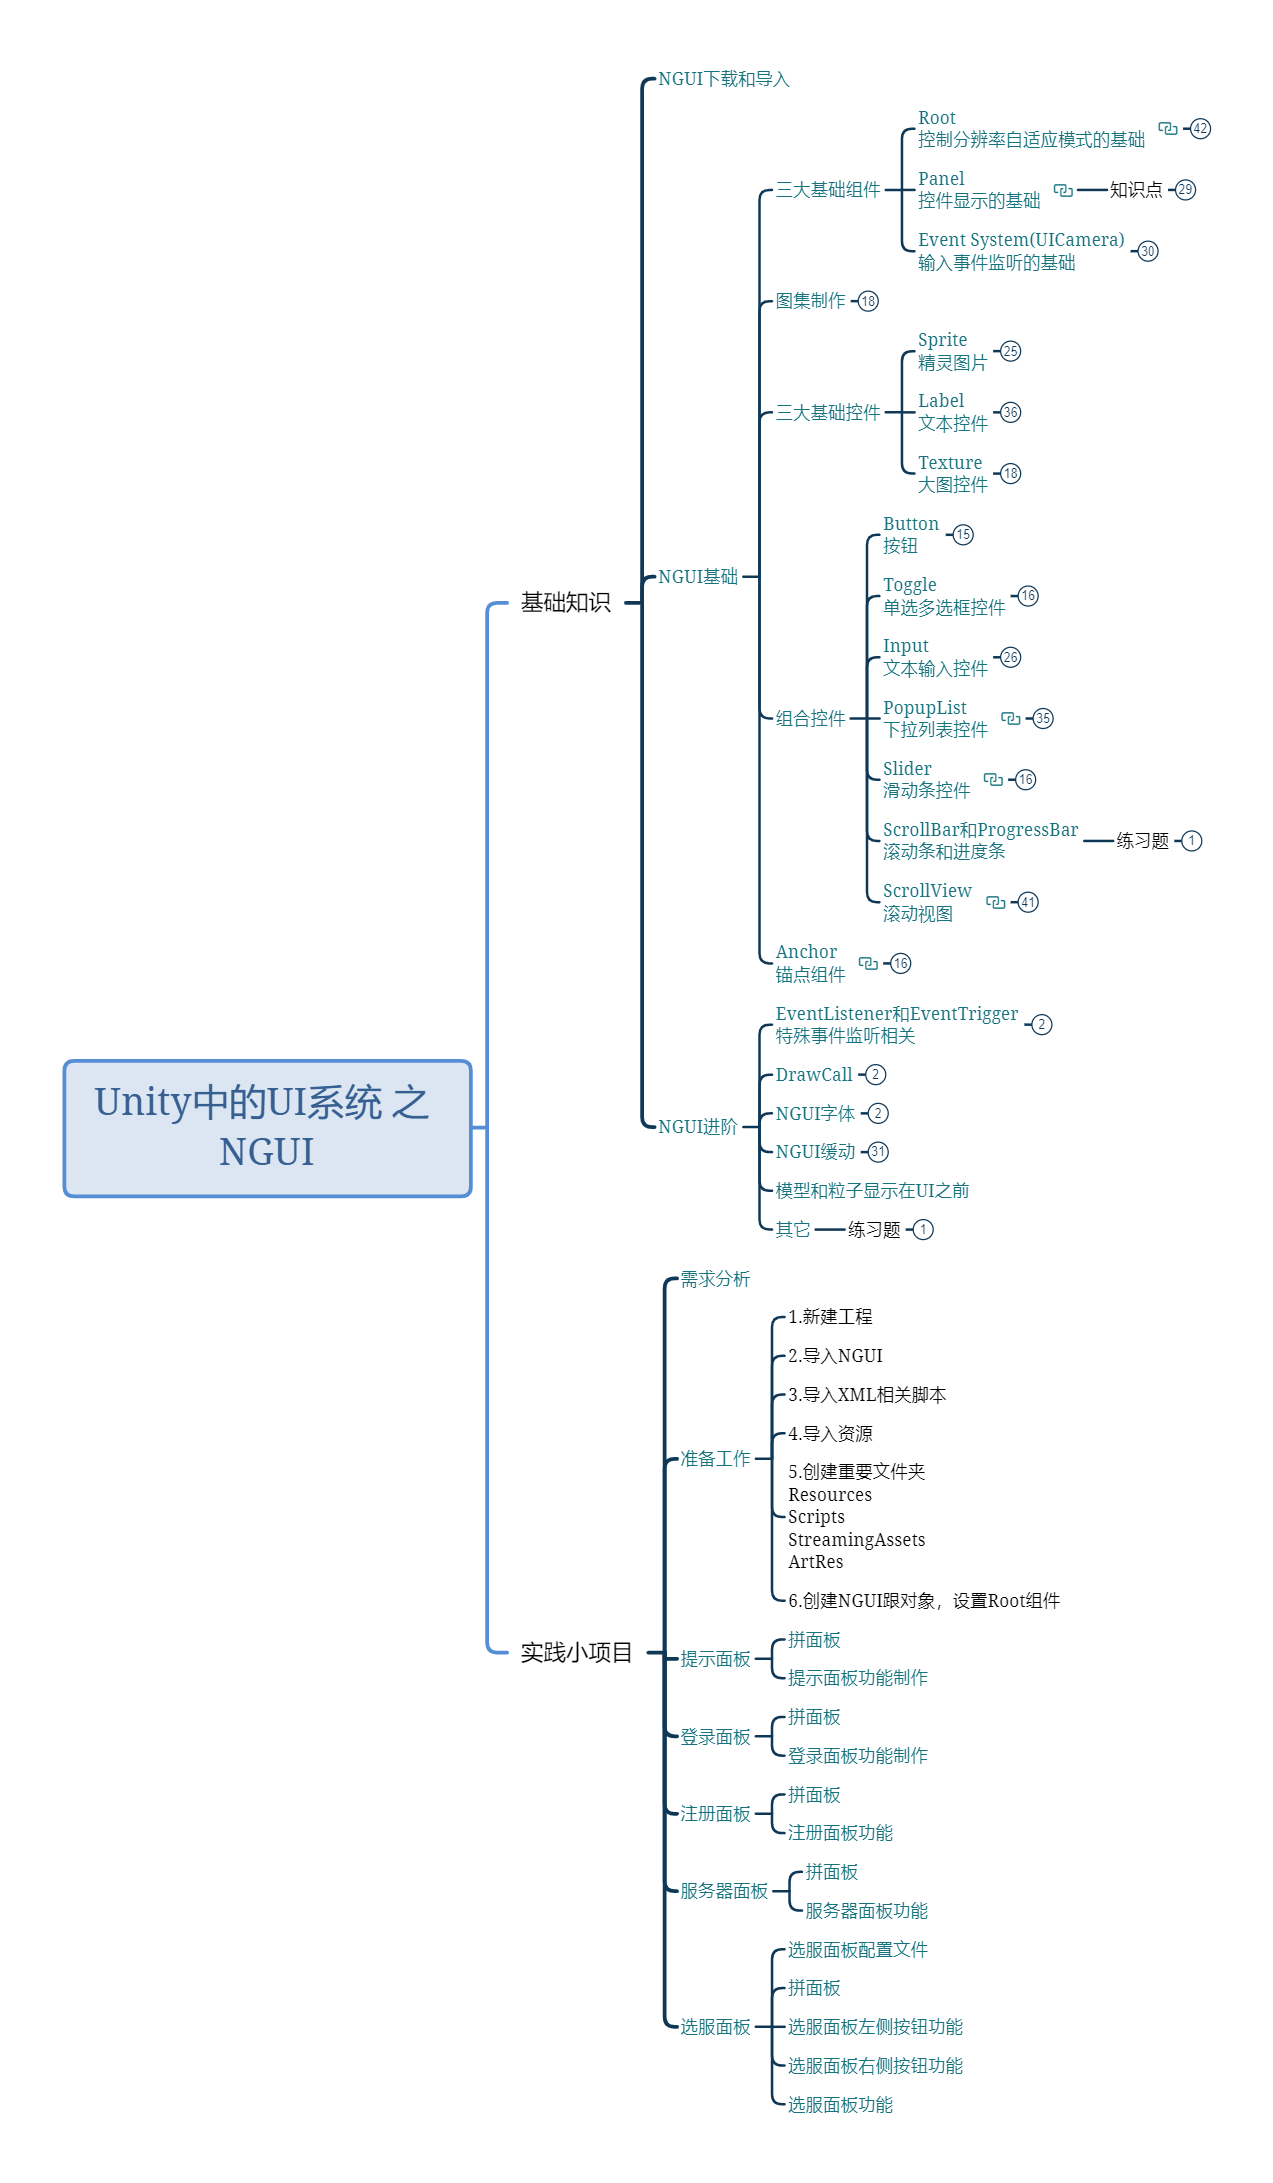 NGUI下载和导入
Root
控制分辨率自适应模式的基础
42
三大基础组件
Panel
控件显示的基础
知识点
29
Event System(UICamera)
输入事件监听的基础
30
图集制作
18
Sprite
精灵图片
25
三大基础控件
Label
文本控件
36
Texture
大图控件
18
Button
按钮
15
NGUI基础
Toggle
单选多选框控件
16
基础知识
Input
文本输入控件
26
组合控件
PopupList
下拉列表控件
35
Slider
滑动条控件
16
ScrollBar和ProgressBar
滚动条和进度条
练习题
1
ScrollView
滚动视图
41
Anchor
锚点组件
16
EventListener和EventTrigger
特殊事件监听相关
2
DrawCall
2
Unity中的UI系统 之
NGUI
NGUI进阶
NGUI字体
2
NGUI缓动
31
模型和粒子显示在UI之前
其它
练习题
1
需求分析
1.新建工程
2.导入NGUI
3.导入XML相关脚本
4.导入资源
准备工作
5.创建重要文件夹
Resources
Scripts
StreamingAssets
ArtRes
6.创建NGUI跟对象，设置Root组件
实践小项目
提示面板
拼面板
提示面板功能制作
登录面板
拼面板
登录面板功能制作
注册面板
拼面板
注册面板功能
服务器面板
拼面板
服务器面板功能
选服面板
选服面板配置文件
拼面板
选服面板左侧按钮功能
选服面板右侧按钮功能
选服面板功能